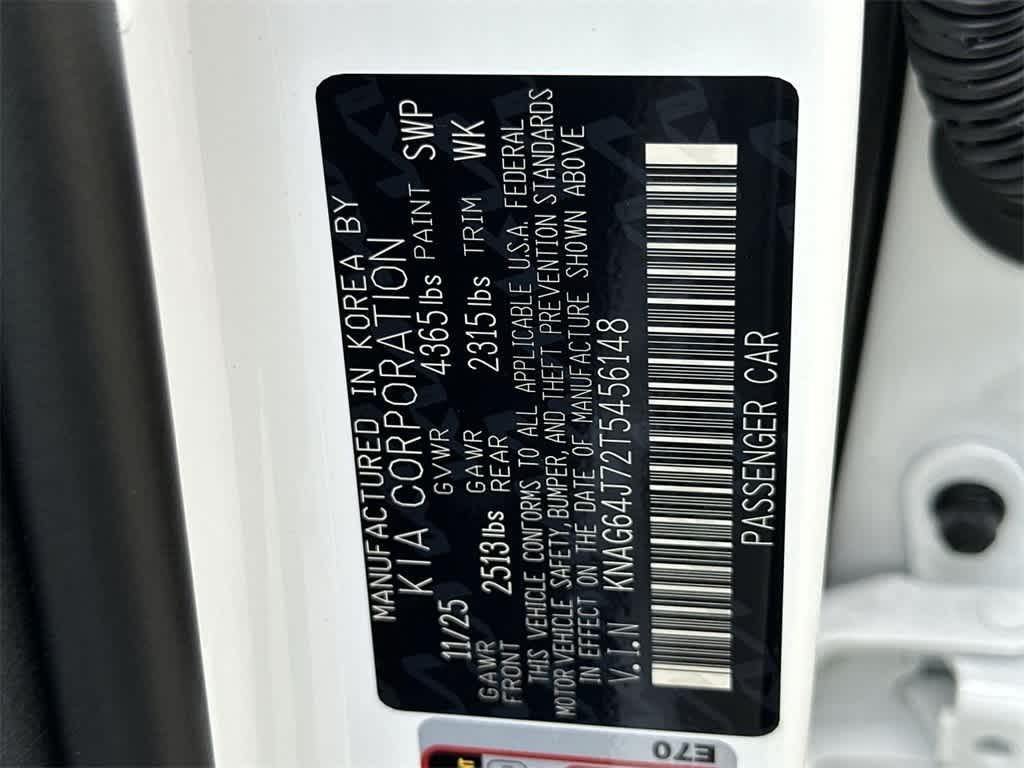 MANUFACTURED IN KOREA BY
KIA CORPORATION
11/25 GVWR 4365lbs PAINT SWP
GAWR FRONT 2513lbs GAWR REAR 2315lbs TRIM WK
THIS VEHICLE CONFORMS TO ALL APPLICABLE U.S.A. FEDERAL
MOTOR VEHICLE SAFETY, BUMPER, AND THEFT PREVENTION STANDARDS
IN EFFECT ON THE DATE OF MANUFACTURE SHOWN ABOVE
V.I.N KNAG64J72T5456148
PASSENGER CAR
E70